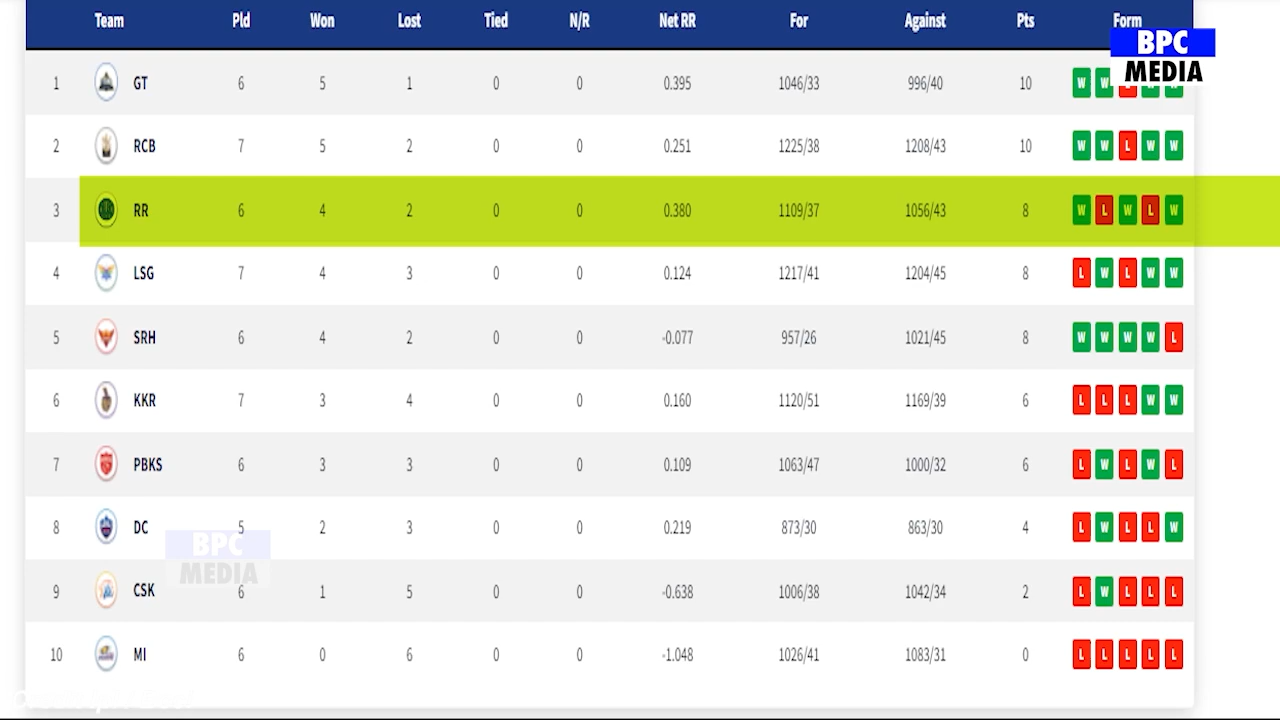 Team Pld Won Lost Tied N/R Net RR For Against Pts Form
BPC
MEDIA
1 GT 6 5 1 0 0 0.395 1046/33 996/40 10 W W L W W
2 RCB 7 5 2 0 0 0.251 1225/38 1208/43 10 W W L W W
3 RR 6 4 2 0 0 0.380 1109/37 1056/43 8 W L W L W
4 LSG 7 4 3 0 0 0.124 1217/41 1204/45 8 L W L W W
5 SRH 6 4 2 0 0 -0.077 957/26 1021/45 8 W W W W L
6 KKR 7 3 4 0 0 0.160 1120/51 1169/39 6 L L L W W
7 PBKS 6 3 3 0 0 0.109 1063/47 1000/32 6 L W L W L
8 DC 5 2 3 0 0 0.219 873/30 863/30 4 L W L L W
BPC
MEDIA
9 CSK 6 1 5 0 0 -0.638 1006/38 1042/34 2 L W L L L
10 MI 6 0 6 0 0 -1.048 1026/41 1083/31 0 L L L L L